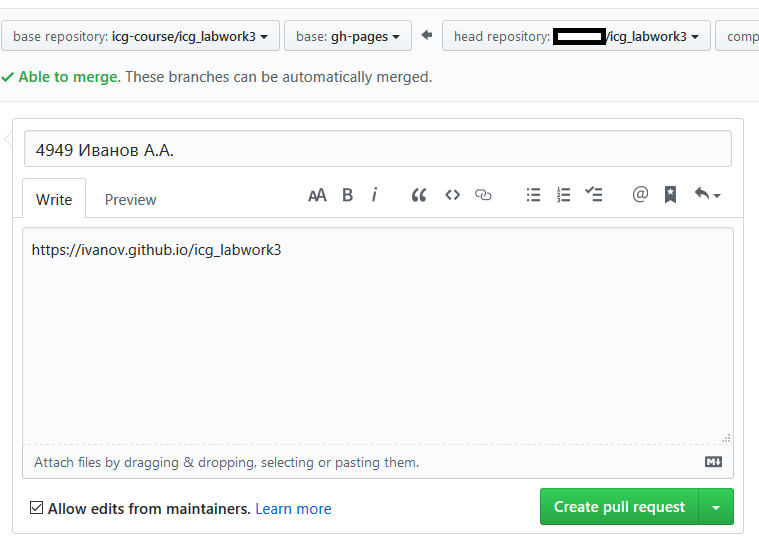 base repository: icg-course/icg_labwork3 base: gh-pages head repository: /icg_labwork3 comp
Able to merge. These branches can be automatically merged.
4949 Иванов А.А.
Write Preview AA B i
https://ivanov.github.io/icg_labwork3
Attach files by dragging & dropping, selecting or pasting them.
Allow edits from maintainers. Learn more Create pull request